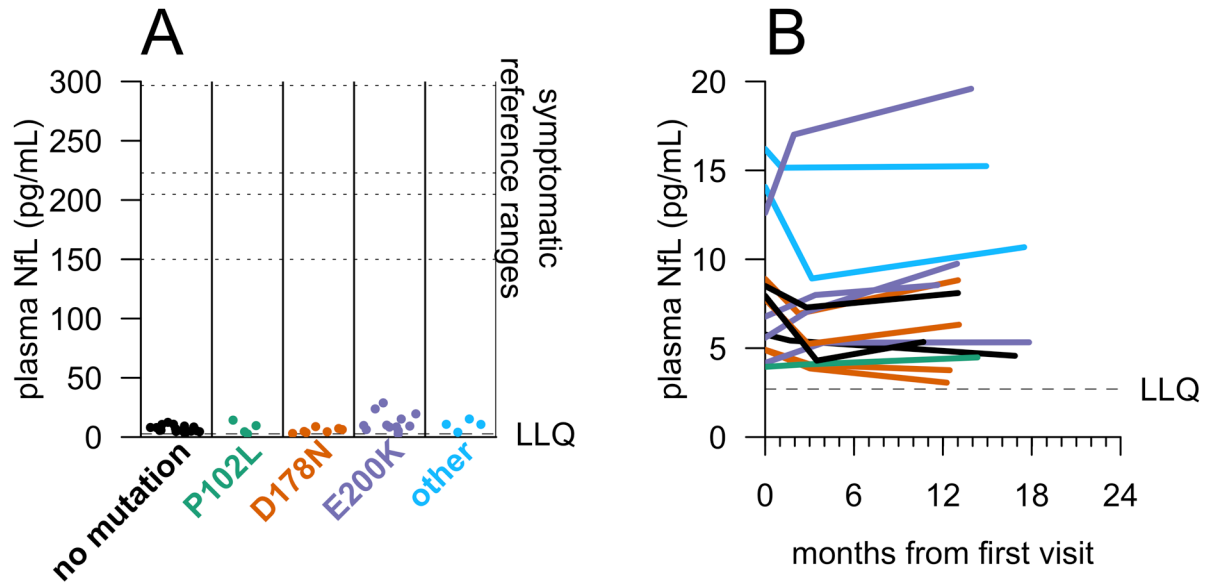 A
plasma NfL (pg/mL)
300
250
200
150
100
50
0
symptomatic
reference ranges
LLQ
no mutation
P102L
D178N
E200K
other
B
plasma NfL (pg/mL)
20
15
10
5
0
LLQ
0 6 12 18 24
months from first visit